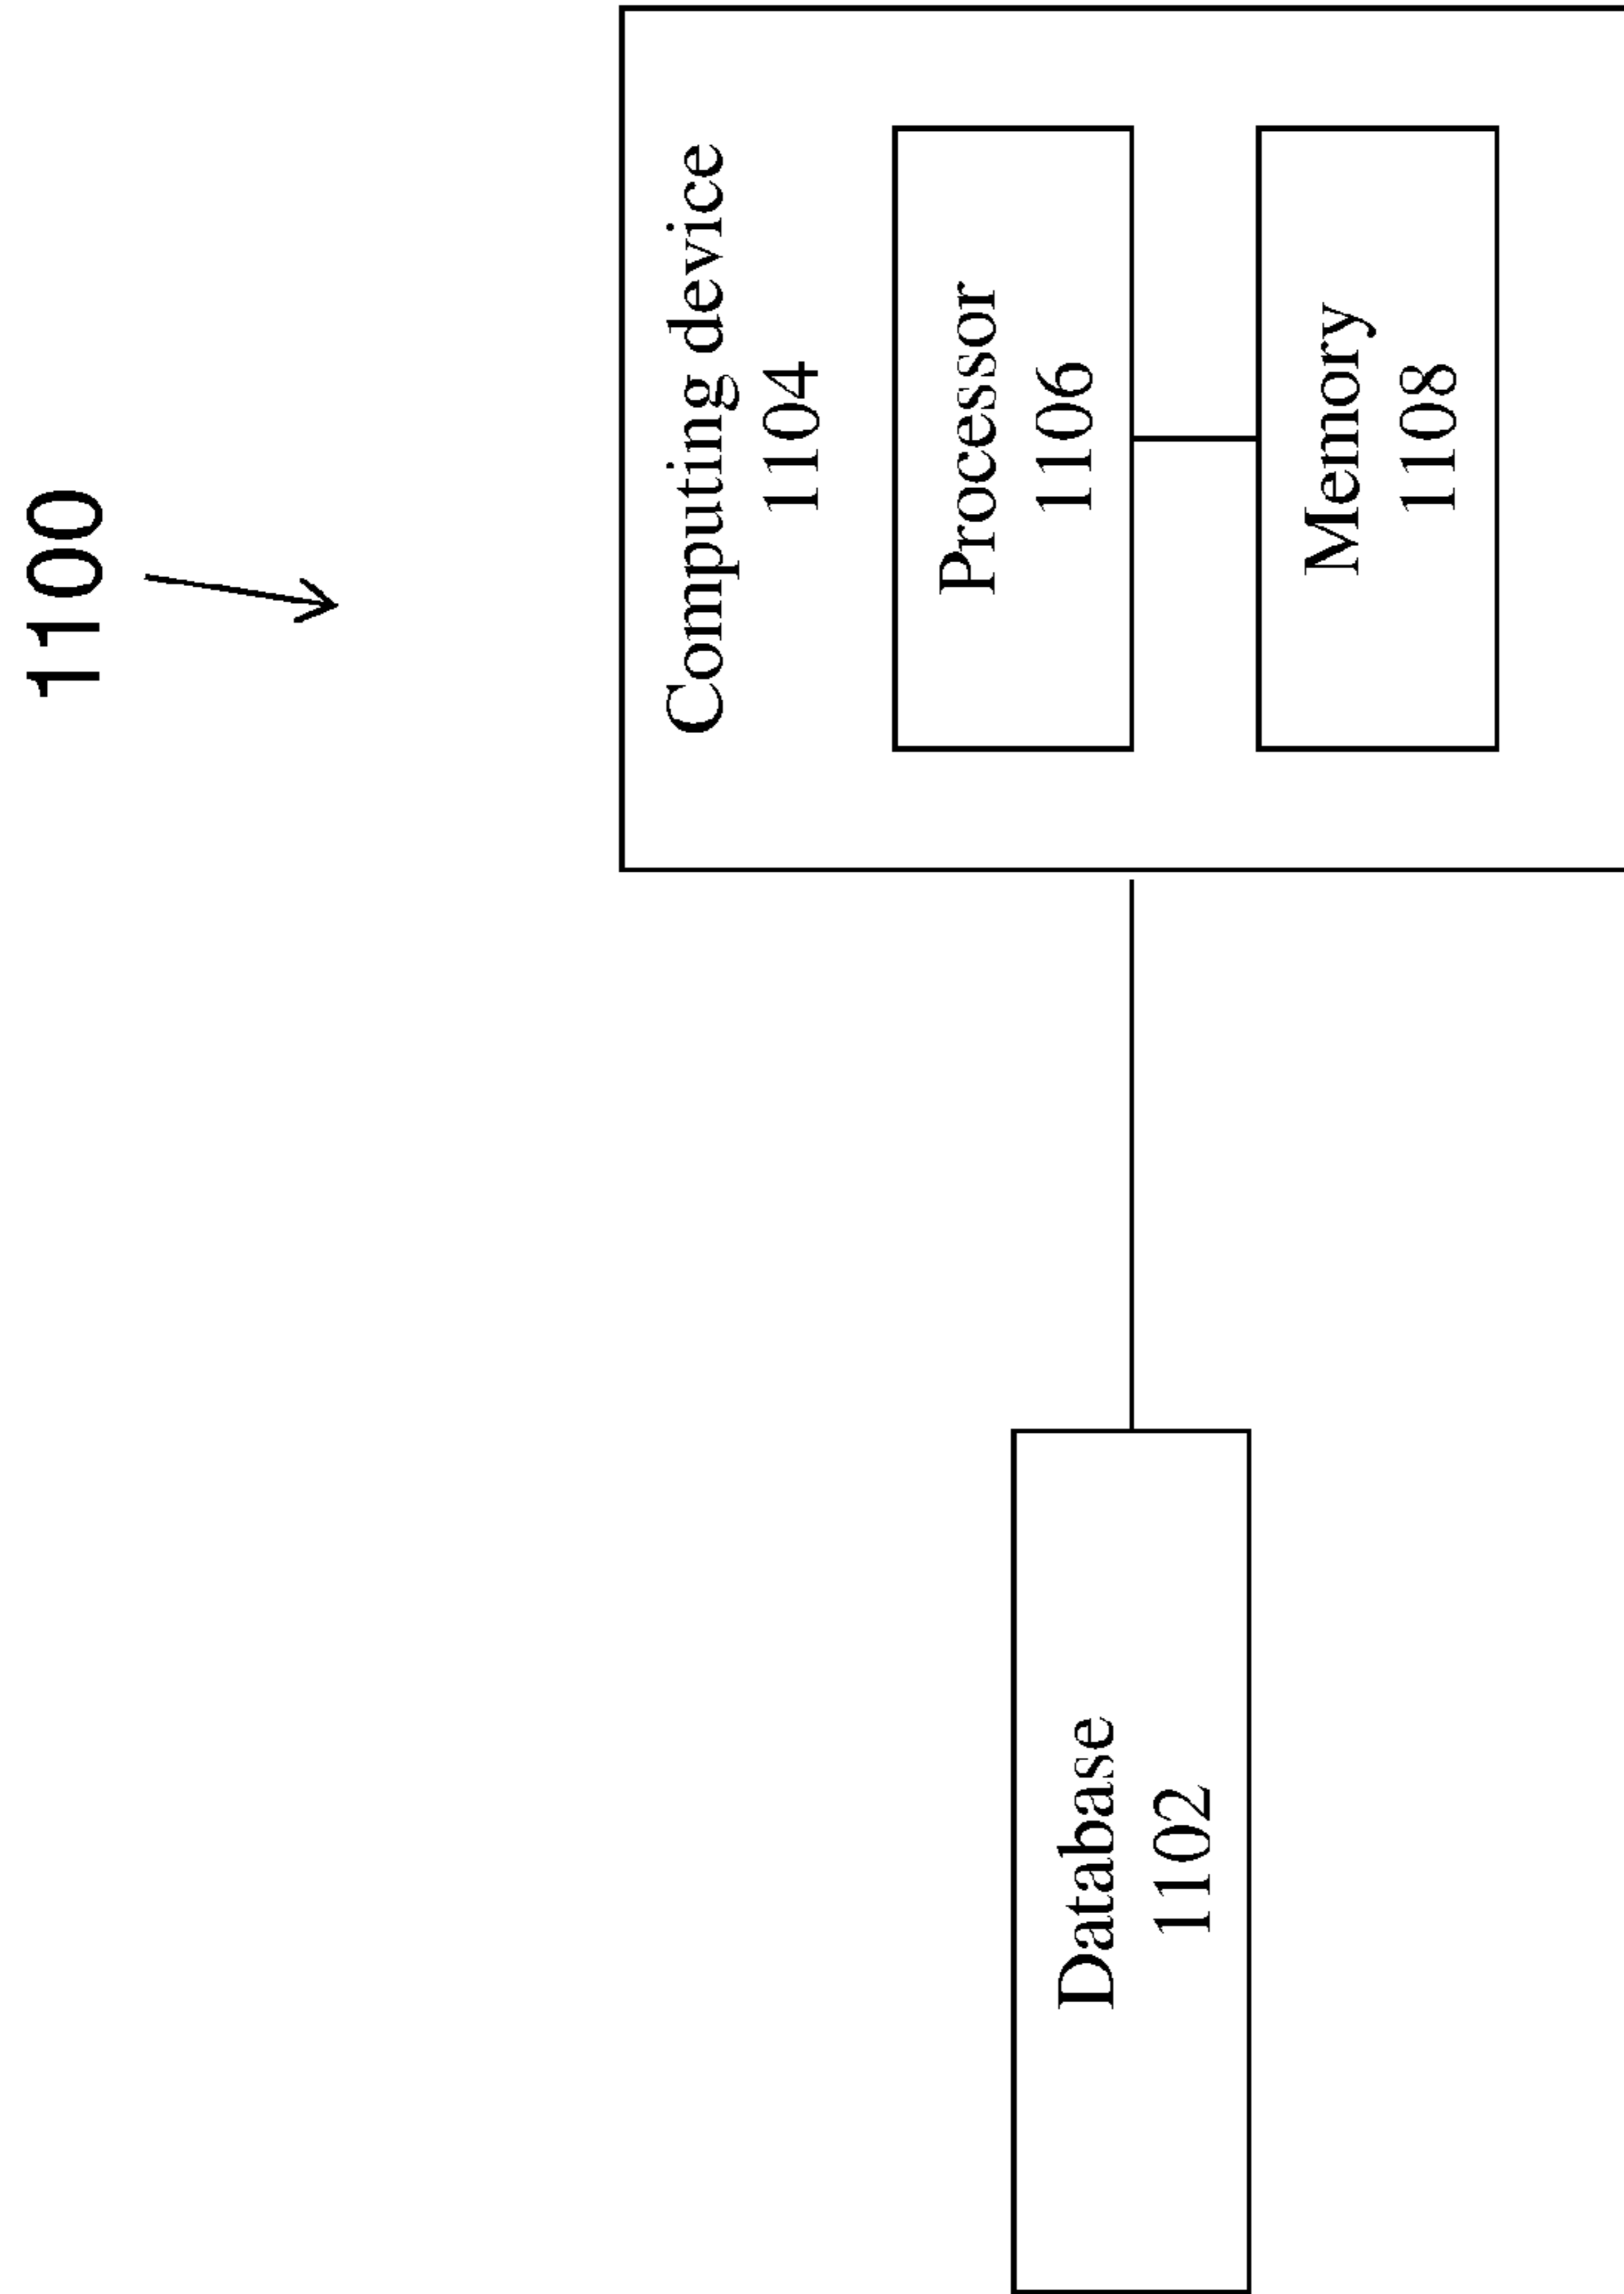 1100
Computing device
1104
Processor
1106
Memory
1108
Database
1102